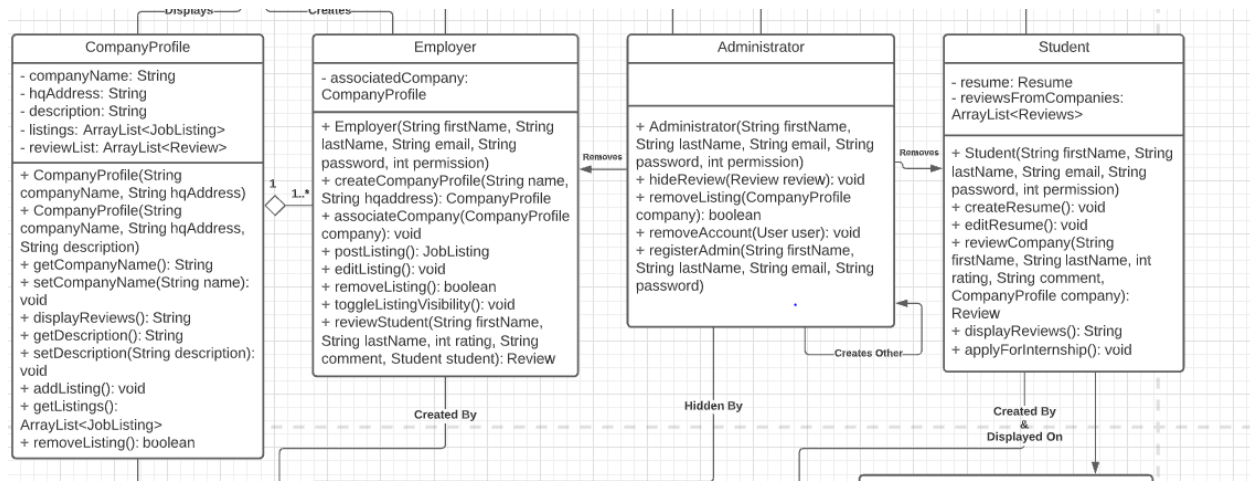 Displays
Creates
CompanyProfile
- companyName: String
- hqAddress: String
- description: String
- listings: ArrayList<JobListing>
- reviewList: ArrayList<Review>
+ CompanyProfile(String
companyName, String hqAddress)
+ CompanyProfile(String
companyName, String hqAddress,
String description)
+ getCompanyName(): String
+ setCompanyName(String name):
void
+ displayReviews(): String
+ getDescription(): String
+ setDescription(String description):
void
+ addListing(): void
+ getListings():
ArrayList<JobListing>
+ removeListing(): boolean
1
1..*
Employer
- associatedCompany:
CompanyProfile
+ Employer(String firstName, String
lastName, String email, String
password, int permission)
+ createCompanyProfile(String name,
String hqaddress): CompanyProfile
+ associateCompany(CompanyProfile
company): void
+ postListing(): JobListing
+ editListing(): void
+ removeListing(): boolean
+ toggleListingVisibility(): void
+ reviewStudent(String firstName,
String lastName, int rating, String
comment, Student student): Review
Created By
Removes
Administrator
+ Administrator(String firstName,
String lastName, String email, String
password, int permission)
+ hideReview(Review review): void
+ removeListing(CompanyProfile
company): boolean
+ removeAccount(User user): void
+ registerAdmin(String firstName,
String lastName, String email, String
password)
Creates Other
Hidden By
Removes
Student
- resume: Resume
- reviewsFromCompanies:
ArrayList<Reviews>
+ Student(String firstName, String
lastName, String email, String
password, int permission)
+ createResume(): void
+ editResume(): void
+ reviewCompany(String
firstName, String lastName, int
rating, String comment,
CompanyProfile company):
Review
+ displayReviews(): String
+ applyForInternship(): void
Created By
&
Displayed On